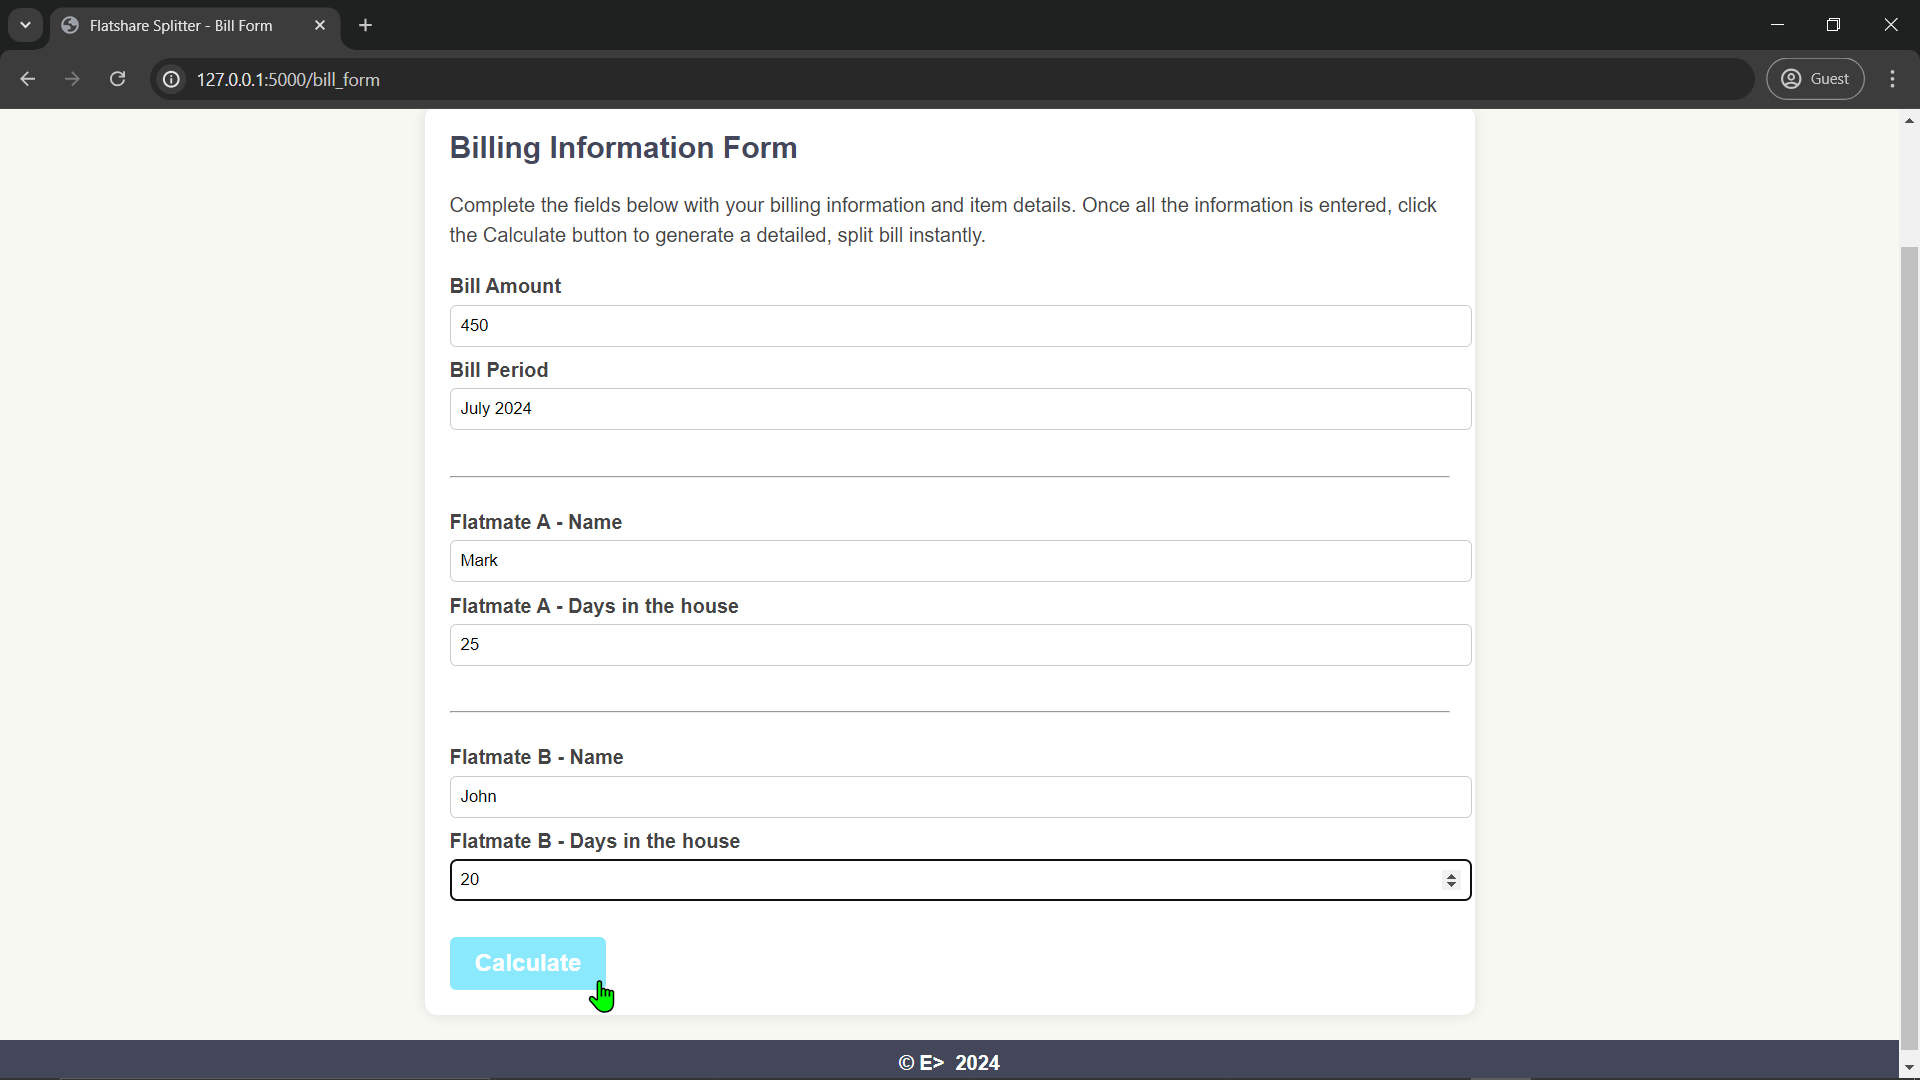 Flatshare Splitter - Bill Form
127.0.0.1:5000/bill_form
Guest
Billing Information Form
Complete the fields below with your billing information and item details. Once all the information is entered, click
the Calculate button to generate a detailed, split bill instantly.
Bill Amount
450
Bill Period
July 2024
Flatmate A - Name
Mark
Flatmate A - Days in the house
25
Flatmate B - Name
John
Flatmate B - Days in the house
20
Calculate
© E> 2024